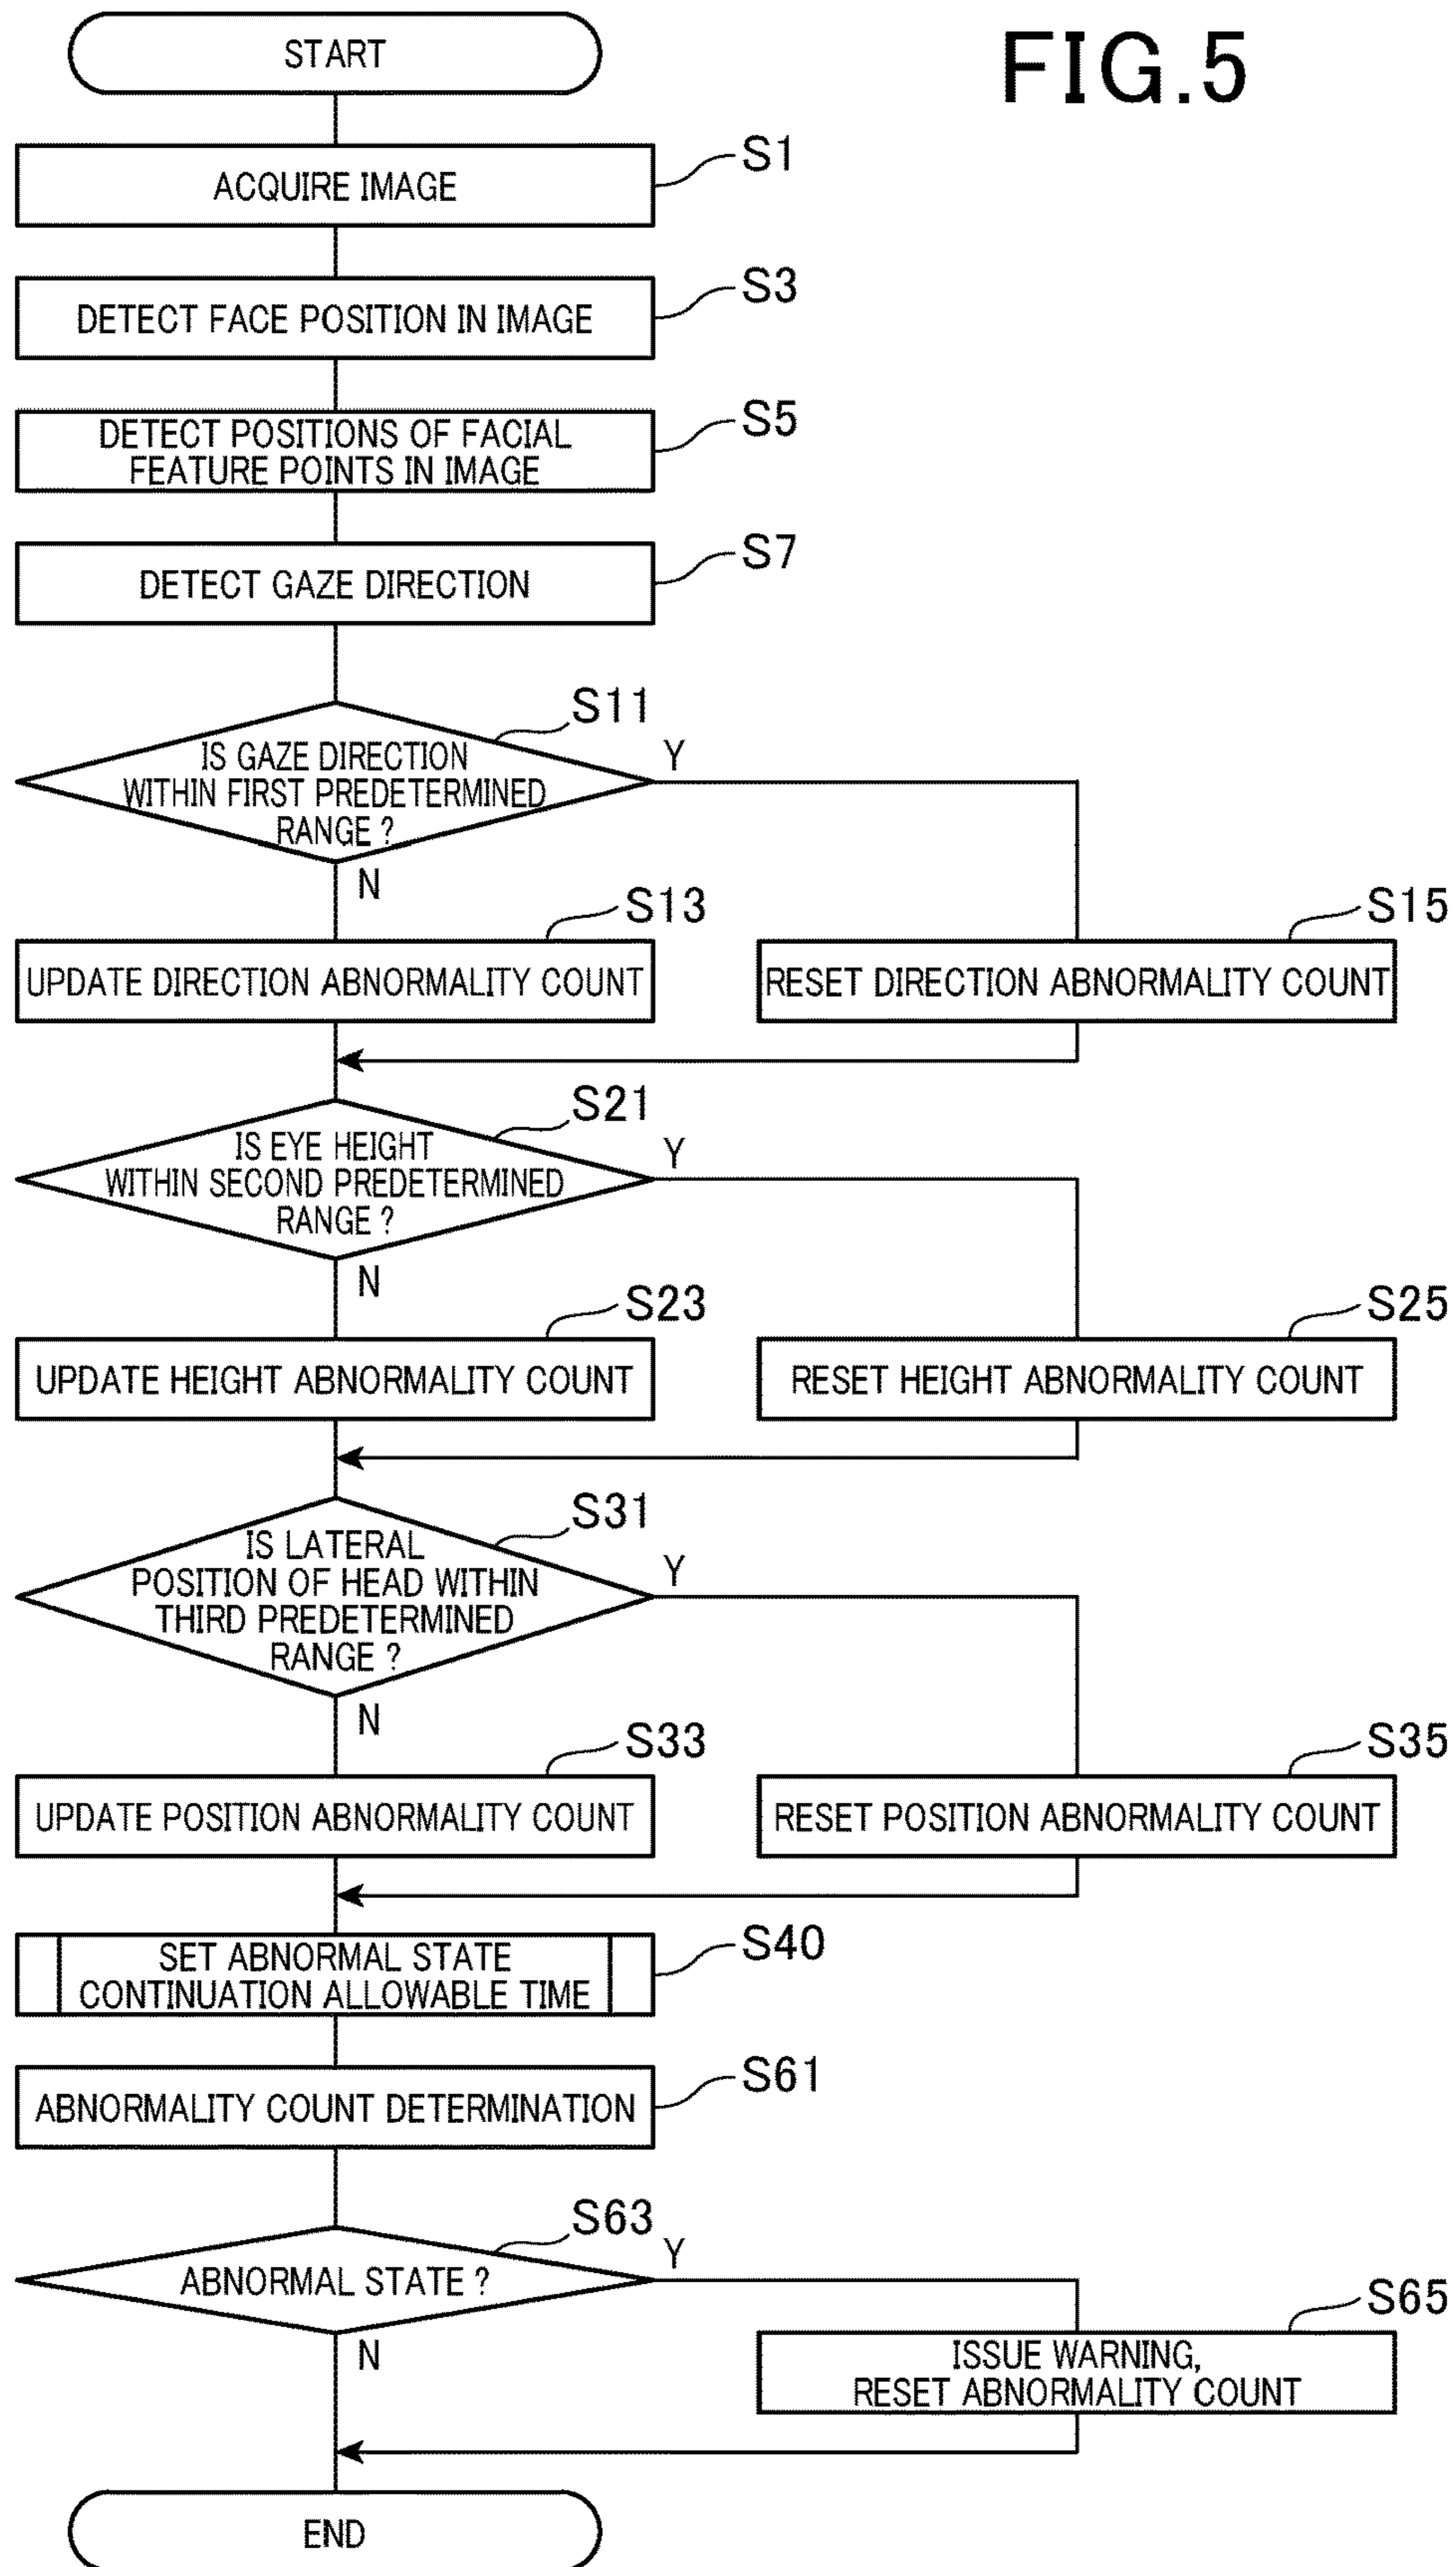 FIG.5
START
S1
ACQUIRE IMAGE
S3
DETECT FACE POSITION IN IMAGE
S5
DETECT POSITIONS OF FACIAL
FEATURE POINTS IN IMAGE
S7
DETECT GAZE DIRECTION
S11
IS GAZE DIRECTION
WITHIN FIRST PREDETERMINED
RANGE ?
Y
N
S13
UPDATE DIRECTION ABNORMALITY COUNT
S15
RESET DIRECTION ABNORMALITY COUNT
S21
IS EYE HEIGHT
WITHIN SECOND PREDETERMINED
RANGE ?
Y
N
S23
UPDATE HEIGHT ABNORMALITY COUNT
S25
RESET HEIGHT ABNORMALITY COUNT
S31
IS LATERAL
POSITION OF HEAD WITHIN
THIRD PREDETERMINED
RANGE ?
Y
N
S33
UPDATE POSITION ABNORMALITY COUNT
S35
RESET POSITION ABNORMALITY COUNT
S40
SET ABNORMAL STATE
CONTINUATION ALLOWABLE TIME
S61
ABNORMALITY COUNT DETERMINATION
S63
ABNORMAL STATE ?
Y
N
S65
ISSUE WARNING,
RESET ABNORMALITY COUNT
END